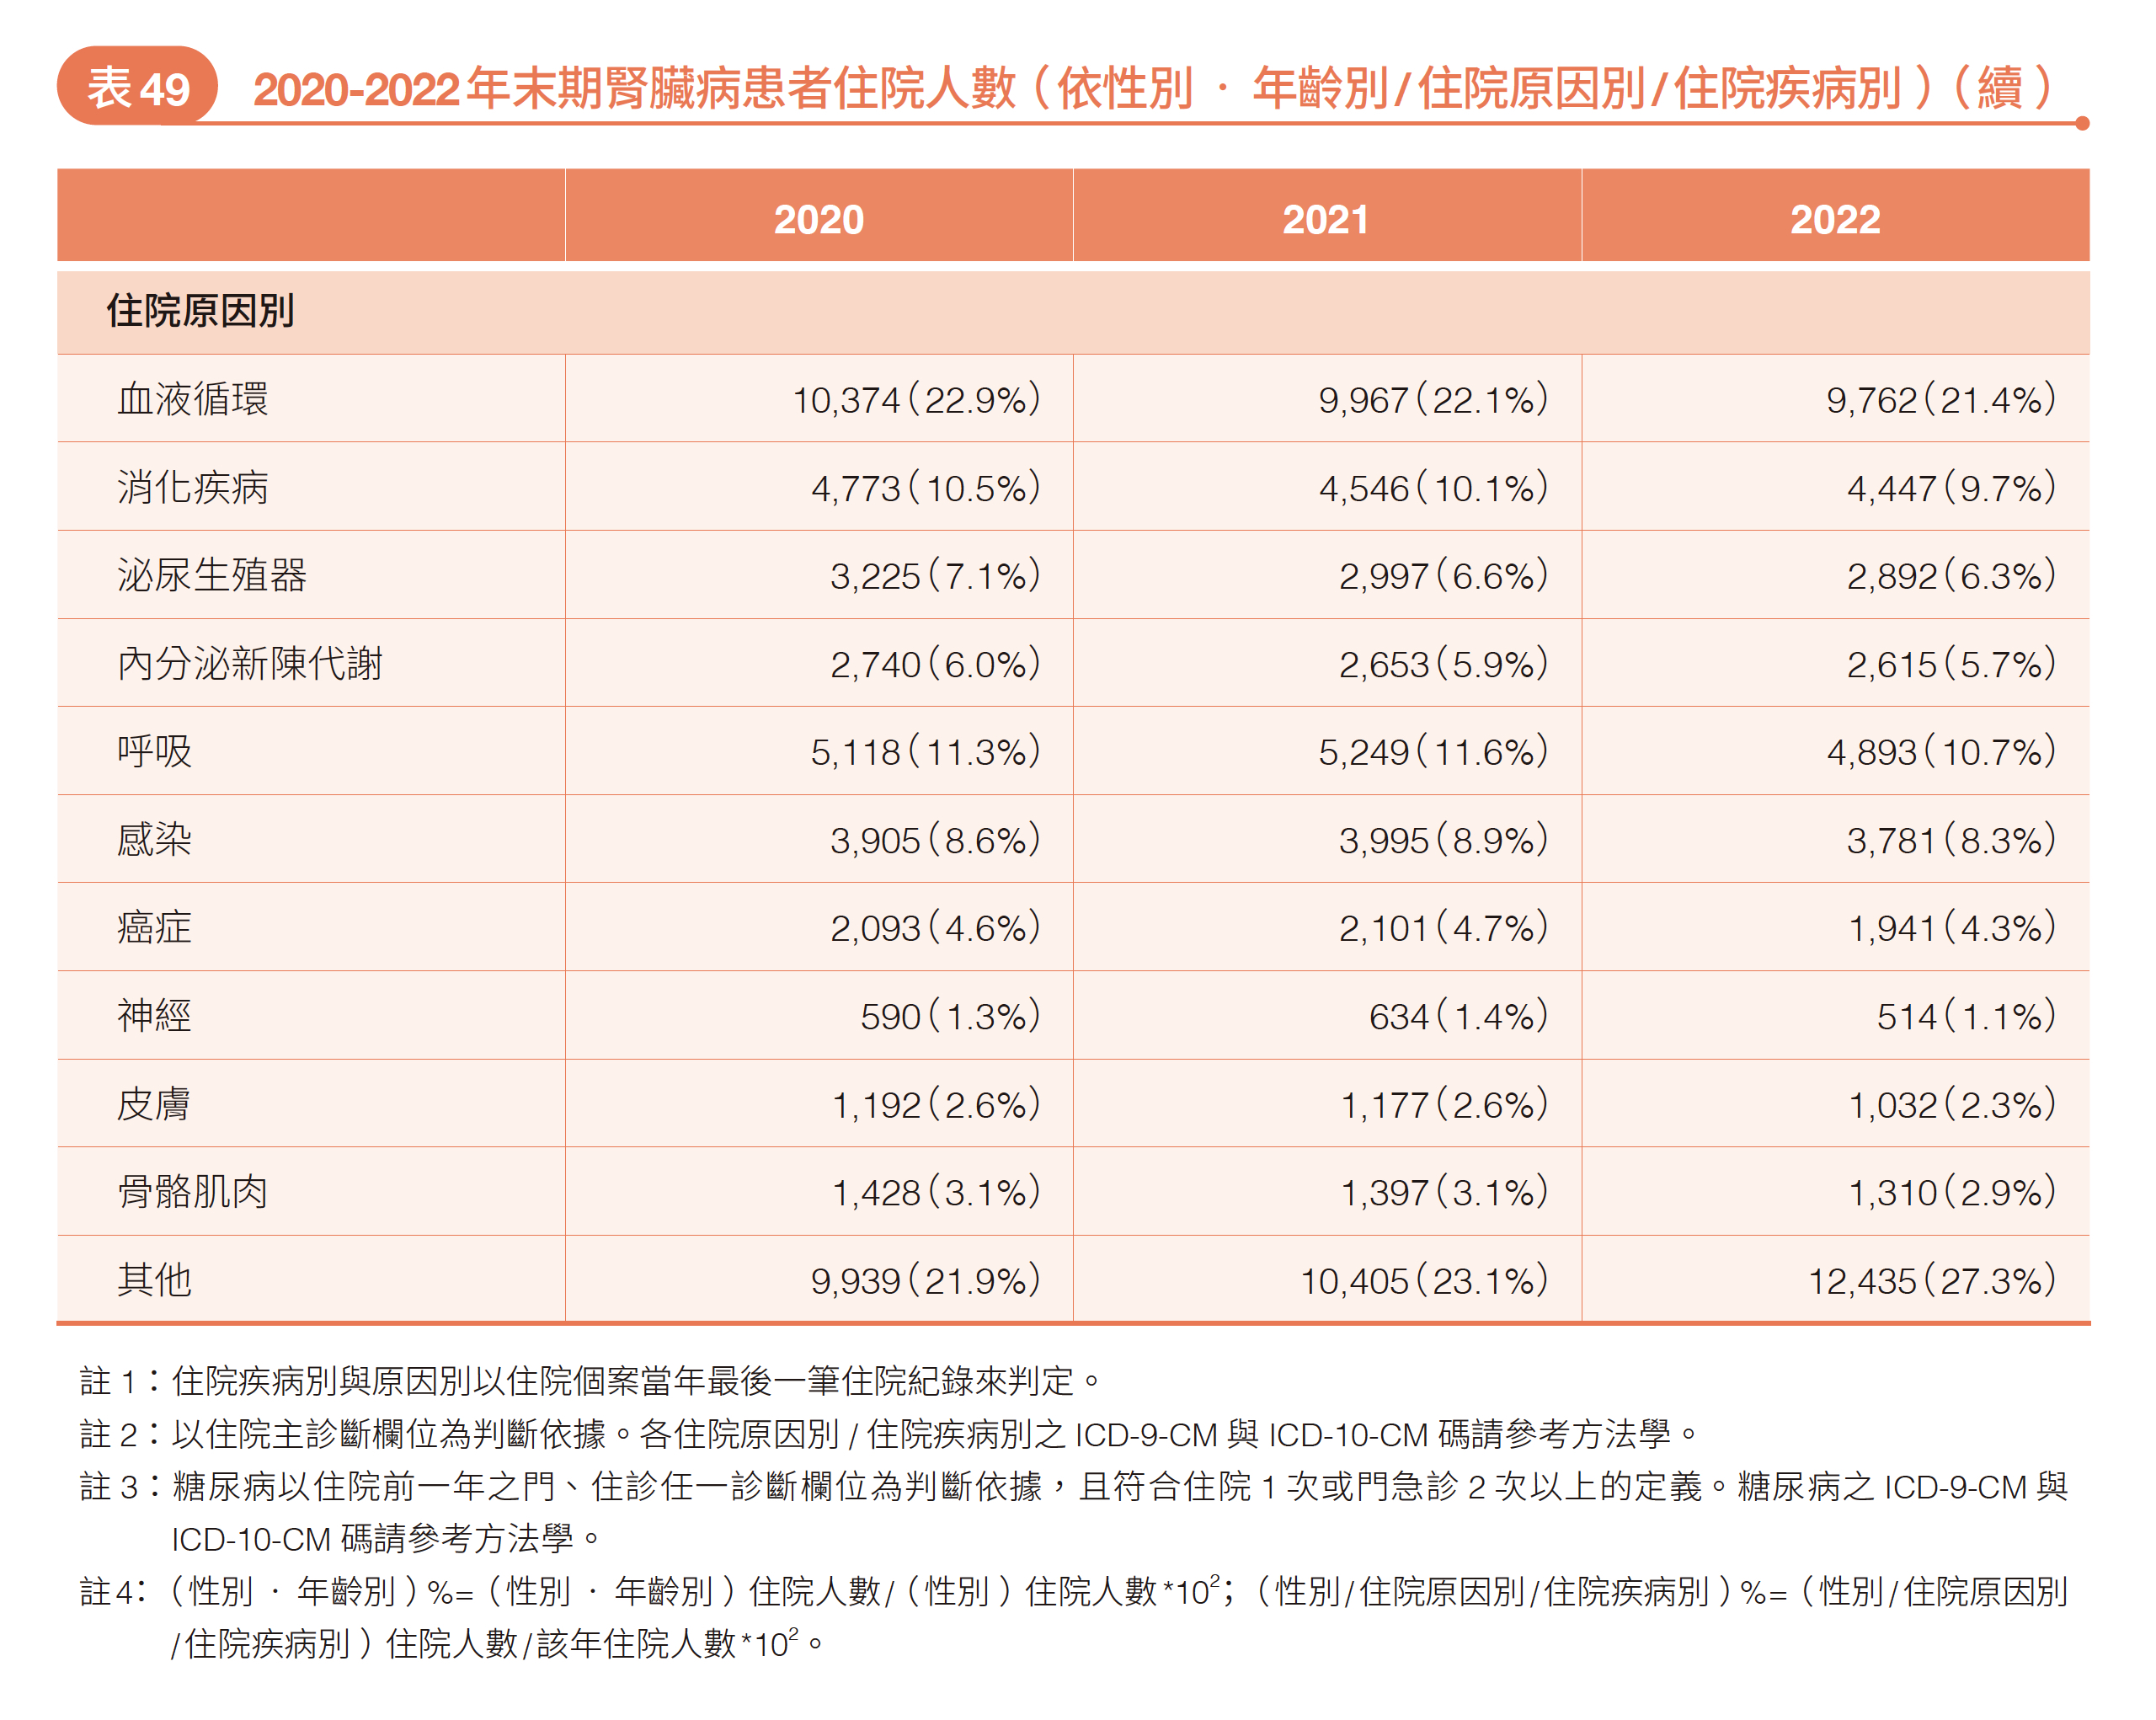 表49 2020-2022年末期腎臟病患者住院人數（依性別‧年齡別/住院原因別/住院疾病別）（續）
2020 2021 2022
住院原因別
血液循環 10,374（22.9%） 9,967（22.1%） 9,762（21.4%）
消化疾病 4,773（10.5%） 4,546（10.1%） 4,447（9.7%）
泌尿生殖器 3,225（7.1%） 2,997（6.6%） 2,892（6.3%）
內分泌新陳代謝 2,740（6.0%） 2,653（5.9%） 2,615（5.7%）
呼吸 5,118（11.3%） 5,249（11.6%） 4,893（10.7%）
感染 3,905（8.6%） 3,995（8.9%） 3,781（8.3%）
癌症 2,093（4.6%） 2,101（4.7%） 1,941（4.3%）
神經 590（1.3%） 634（1.4%） 514（1.1%）
皮膚 1,192（2.6%） 1,177（2.6%） 1,032（2.3%）
骨骼肌肉 1,428（3.1%） 1,397（3.1%） 1,310（2.9%）
其他 9,939（21.9%） 10,405（23.1%） 12,435（27.3%）
註 1：住院疾病別與原因別以住院個案當年最後一筆住院紀錄來判定。
註 2：以住院主診斷欄位為判斷依據。各住院原因別 / 住院疾病別之 ICD-9-CM 與 ICD-10-CM 碼請參考方法學。
註 3：糖尿病以住院前一年之門、住診任一診斷欄位為判斷依據，且符合住院 1 次或門急診 2 次以上的定義。糖尿病之 ICD-9-CM 與
ICD-10-CM 碼請參考方法學。
註4：（性別‧年齡別）%=（性別‧年齡別）住院人數/（性別）住院人數*10²；（性別/住院原因別/住院疾病別）%=（性別/住院原因別
/住院疾病別）住院人數/該年住院人數*10²。